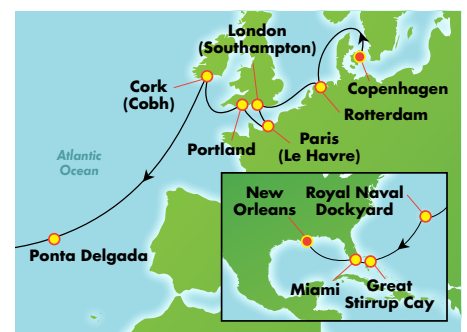 London
(Southampton)
Cork
(Cobh)
Copenhagen
Rotterdam
Portland
Paris
(Le Havre)
Atlantic
Ocean
Ponta Delgada
New
Orleans
Royal Naval
Dockyard
Miami
Great
Stirrup Cay